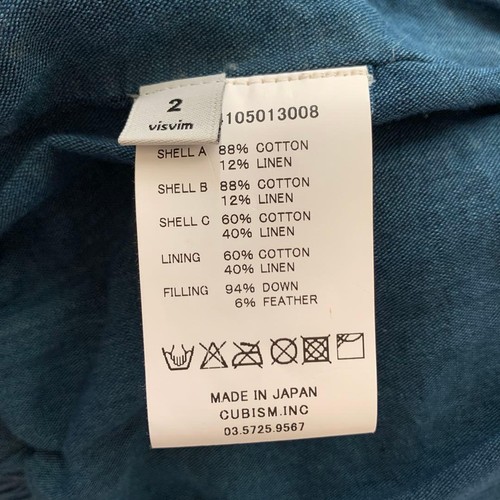 2
visvim
105013008
SHELL A 88% COTTON
12% LINEN
SHELL B 88% COTTON
12% LINEN
SHELL C 60% COTTON
40% LINEN
LINING 60% COTTON
40% LINEN
FILLING 94% DOWN
6% FEATHER
MADE IN JAPAN
CUBISM.INC
03.5725.9567